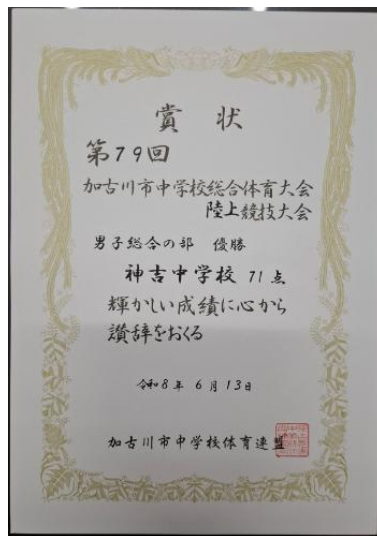 賞状
第79回
加古川市中学校総合体育大会
陸上競技大会
男子総合の部 優勝
神吉中学校 71点
輝かしい成績に心から
讃辞をおくる
令和8年6月13日
加古川市中学校体育連盟